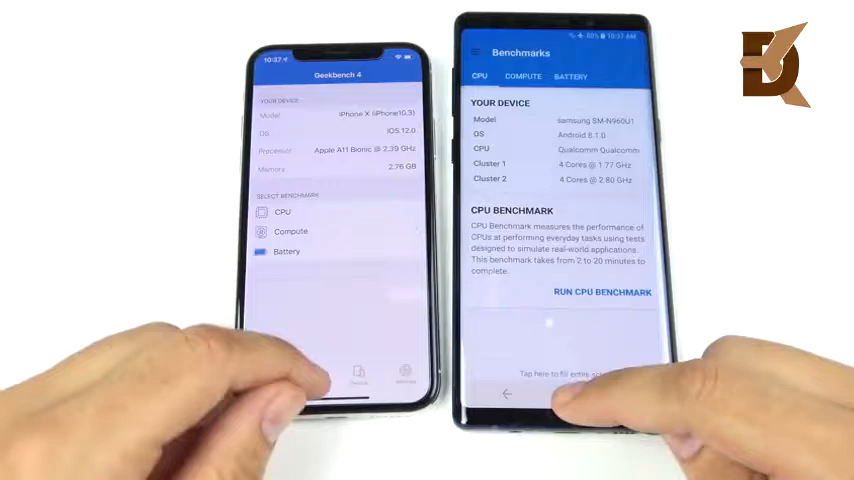 10:37
Geekbench 4
YOUR DEVICE
Model iPhone X (iPhone10,3)
OS iOS 12.0
Processor Apple A11 Bionic @ 2.39 GHz
Memory 2.76 GB
SELECT BENCHMARK
CPU
Compute
Battery
80% 10:37 AM
Benchmarks
CPU COMPUTE BATTERY
YOUR DEVICE
Model samsung SM-N960U1
OS Android 8.1.0
CPU Qualcomm Qualcomm
Cluster 1 4 Cores @ 1.77 GHz
Cluster 2 4 Cores @ 2.80 GHz
CPU BENCHMARK
CPU Benchmark measures the performance of
CPUs at performing everyday tasks using tests
designed to simulate real-world applications.
This benchmark takes from 2 to 20 minutes to
complete.
RUN CPU BENCHMARK
Tap here to fill entire
D